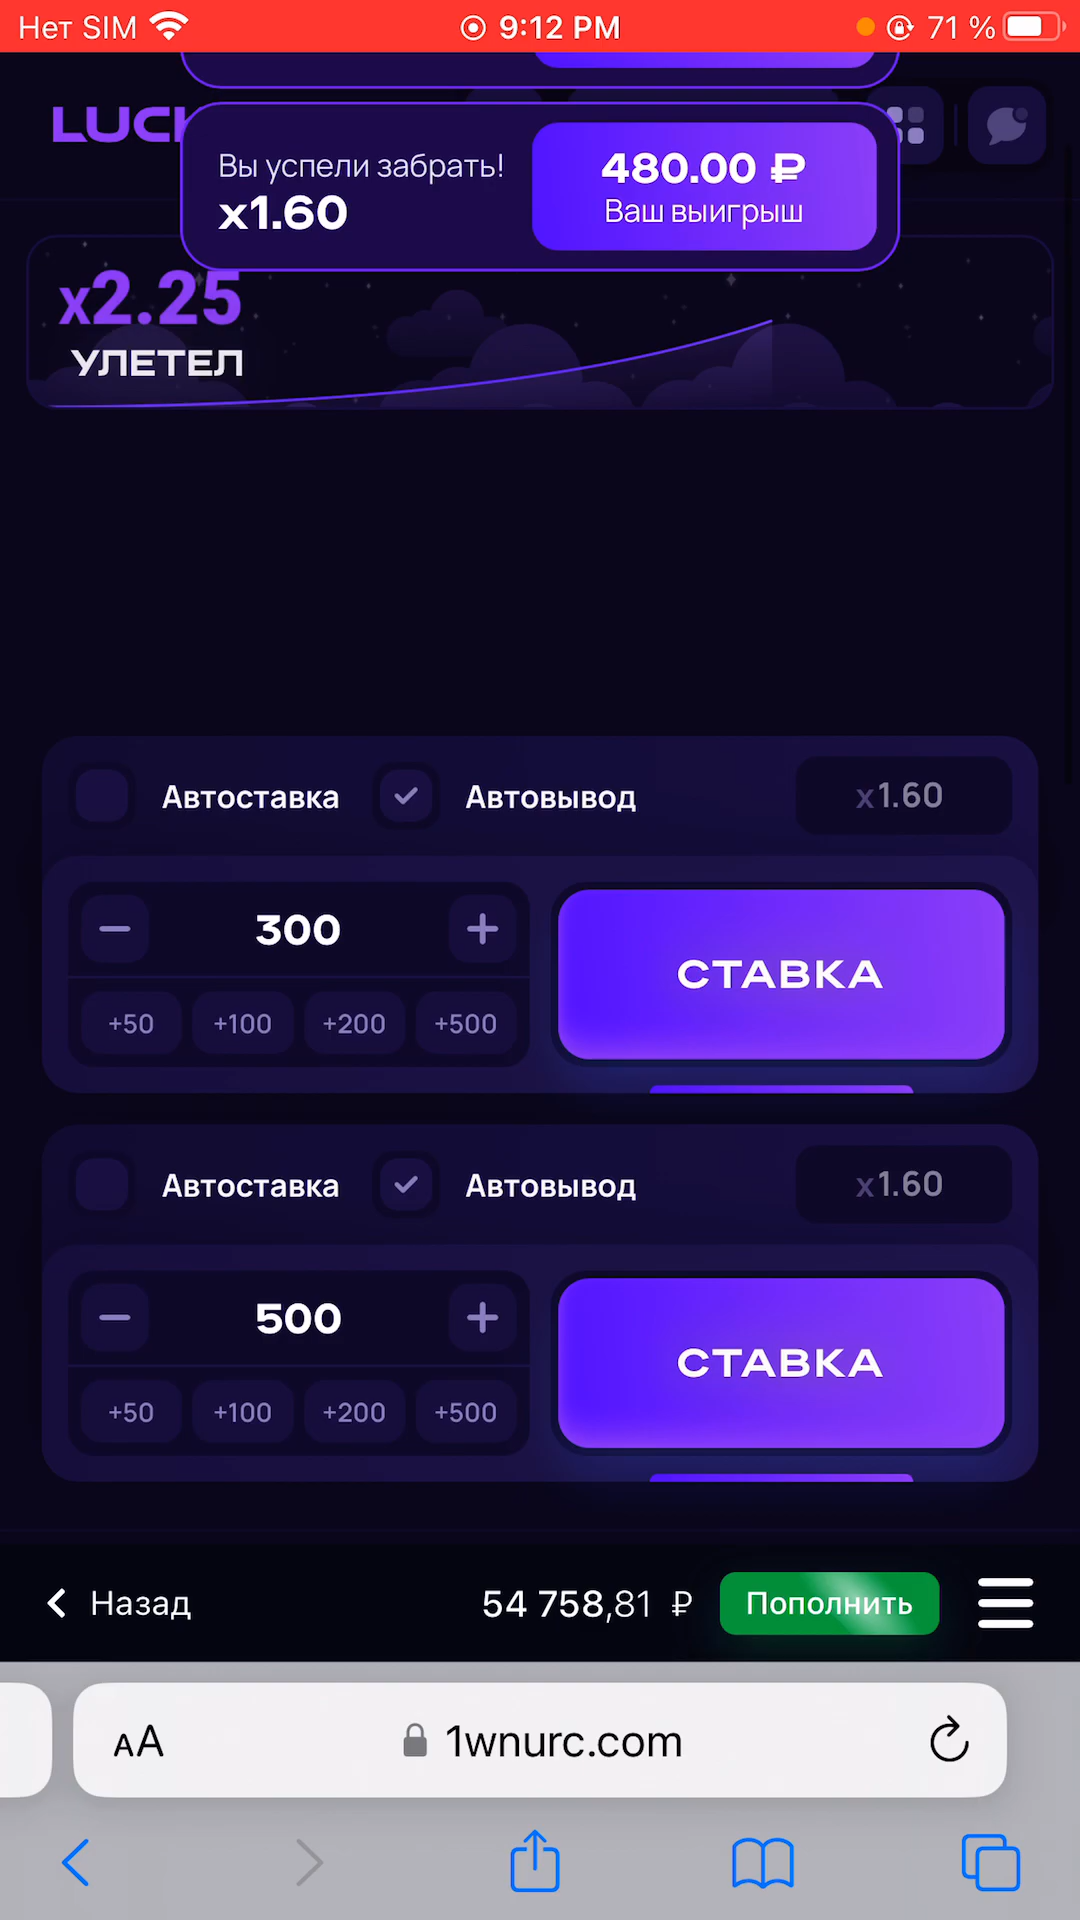 Нет SIM
9:12 PM
71 %
LUCK
Вы успели забрать!
x1.60
480.00 ₽
Ваш выигрыш
x2.25
УЛЕТЕЛ
Автоставка
Автовывод
x1.60
300
СТАВКА
+50
+100
+200
+500
Автоставка
Автовывод
x1.60
500
СТАВКА
+50
+100
+200
+500
Назад
54 758,81 ₽
Пополнить
AA
1wnurc.com